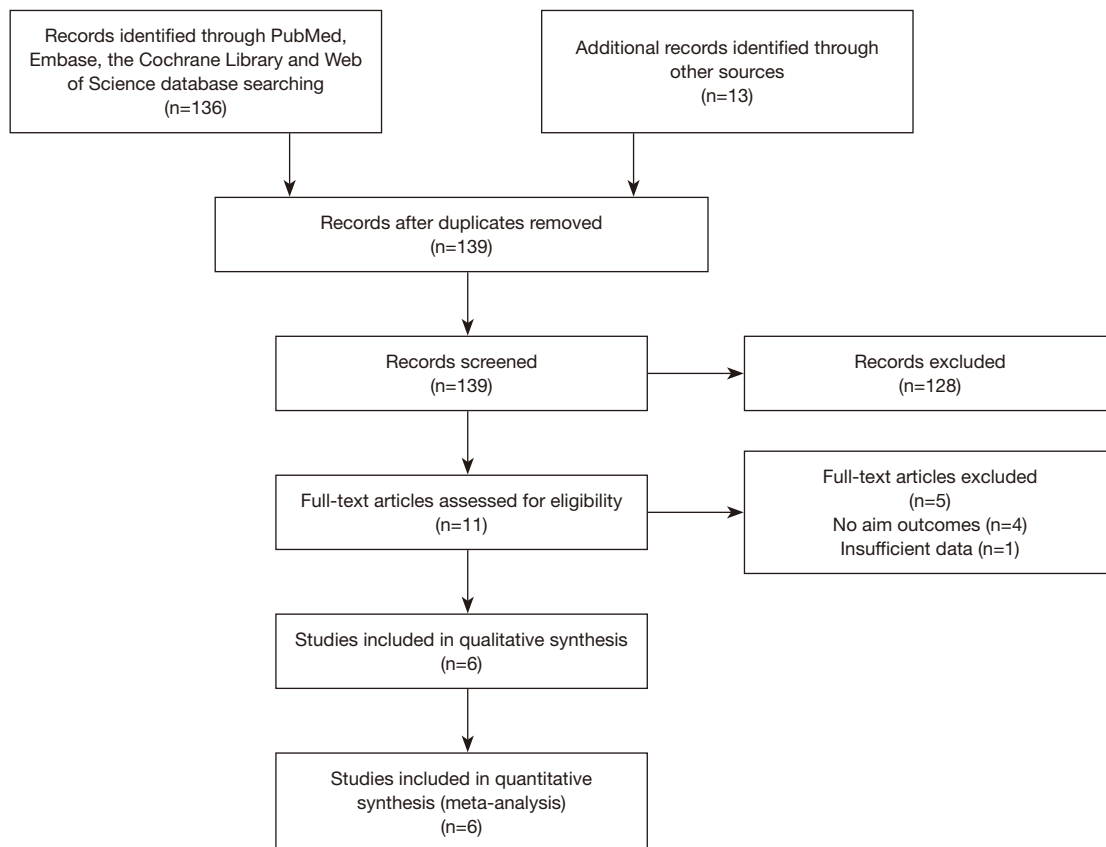 Records identified through PubMed,
Embase, the Cochrane Library and Web
of Science database searching
(n=136)
Additional records identified through
other sources
(n=13)
Records after duplicates removed
(n=139)
Records screened
(n=139)
Records excluded
(n=128)
Full-text articles assessed for eligibility
(n=11)
Full-text articles excluded
(n=5)
No aim outcomes (n=4)
Insufficient data (n=1)
Studies included in qualitative synthesis
(n=6)
Studies included in quantitative
synthesis (meta-analysis)
(n=6)